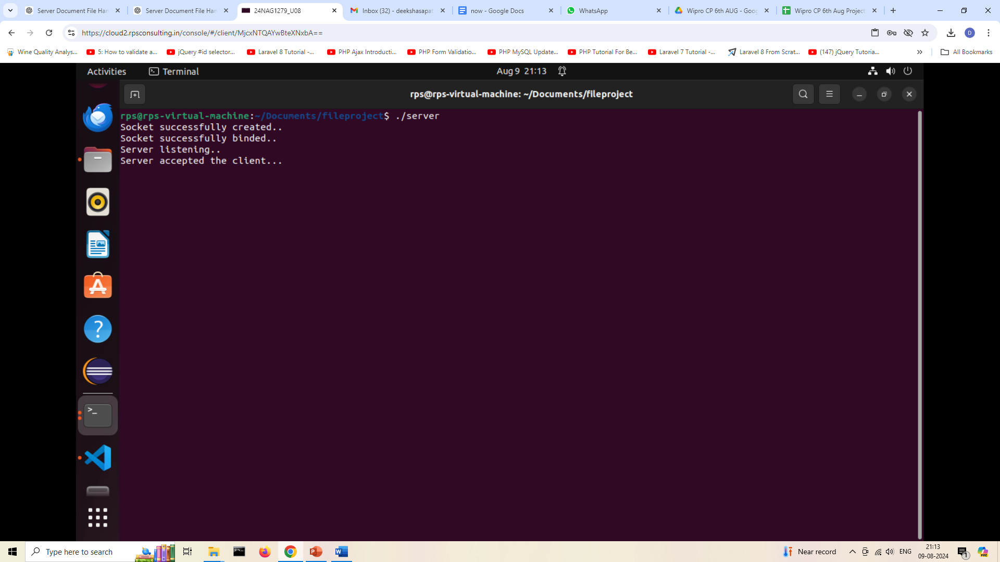 Server Document File Han
Server Document File Han
24NAG1279_U08
Inbox (32) - deekshasapat
now - Google Docs
WhatsApp
Wipro CP 6th AUG - Goog
Wipro CP 6th Aug Project
https://cloud2.rpsconsulting.in/console/#/client/MjcxNTQAYwBteXNxbA==
D
Wine Quality Analys...
5: How to validate a...
jQuery #id selector...
Laravel 8 Tutorial -...
PHP Ajax Introducti...
PHP Form Validatio...
PHP MySQL Update...
PHP Tutorial For Be...
Laravel 7 Tutorial -...
Laravel 8 From Scrat...
(147) jQuery Tutoria...
All Bookmarks
Activities
Terminal
Aug 9 21:13
rps@rps-virtual-machine: ~/Documents/fileproject
rps@rps-virtual-machine:~/Documents/fileproject$ ./server
Socket successfully created..
Socket successfully binded..
Server listening..
Server accepted the client...
Type here to search
Near record
ENG
21:13
09-08-2024
1